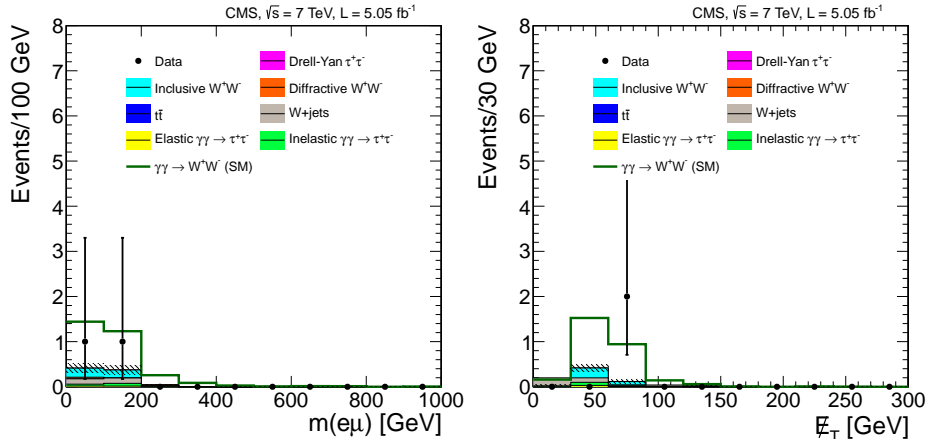 CMS, √s = 7 TeV, L = 5.05 fb⁻¹
Events/100 GeV
8
7
6
5
4
3
2
1
0
Data
Drell-Yan τ⁺τ⁻
Inclusive W⁺W⁻
Diffractive W⁺W⁻
tt̄
W+jets
Elastic γγ → τ⁺τ⁻
Inelastic γγ → τ⁺τ⁻
γγ → W⁺W⁻ (SM)
0 200 400 600 800 1000
m(eμ) [GeV]
CMS, √s = 7 TeV, L = 5.05 fb⁻¹
Events/30 GeV
8
7
6
5
4
3
2
1
0
Data
Drell-Yan τ⁺τ⁻
Inclusive W⁺W⁻
Diffractive W⁺W⁻
tt̄
W+jets
Elastic γγ → τ⁺τ⁻
Inelastic γγ → τ⁺τ⁻
γγ → W⁺W⁻ (SM)
0 50 100 150 200 250 300
E̸_T [GeV]